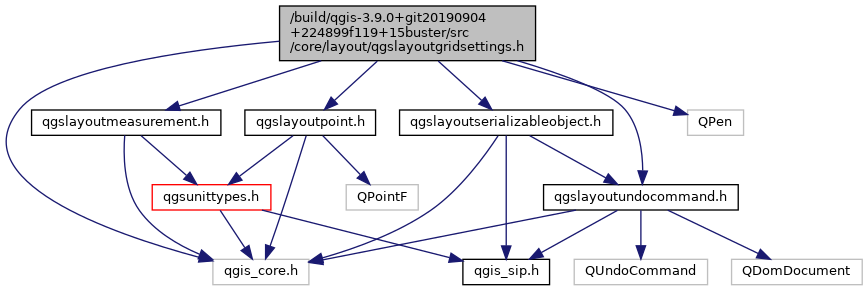 /build/qgis-3.9.0+git20190904
+224899f119+15buster/src
/core/layout/qgslayoutgridsettings.h
qgslayoutmeasurement.h
qgslayoutpoint.h
qgslayoutserializableobject.h
QPen
qgsunittypes.h
QPointF
qgslayoutundocommand.h
qgis_core.h
qgis_sip.h
QUndoCommand
QDomDocument